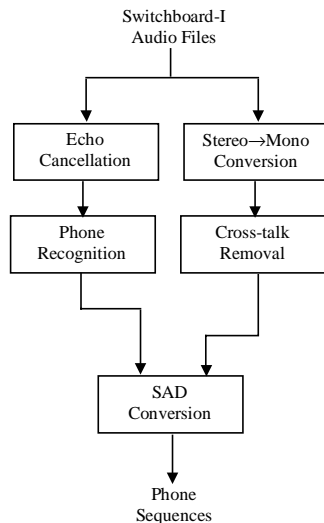 Switchboard-I
Audio Files
Echo
Cancellation
Stereo→Mono
Conversion
Phone
Recognition
Cross-talk
Removal
SAD
Conversion
Phone
Sequences